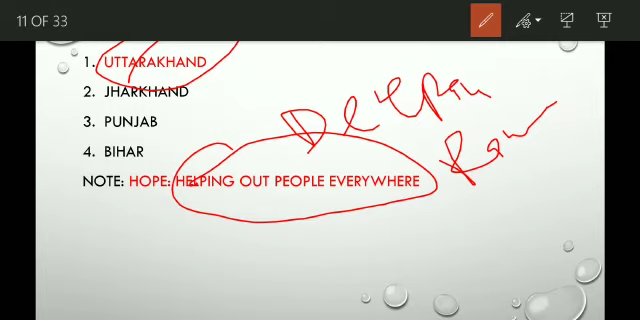 11 OF 33
1. UTTARAKHAND
2. JHARKHAND
3. PUNJAB
4. BIHAR
NOTE: HOPE: HELPING OUT PEOPLE EVERYWHERE